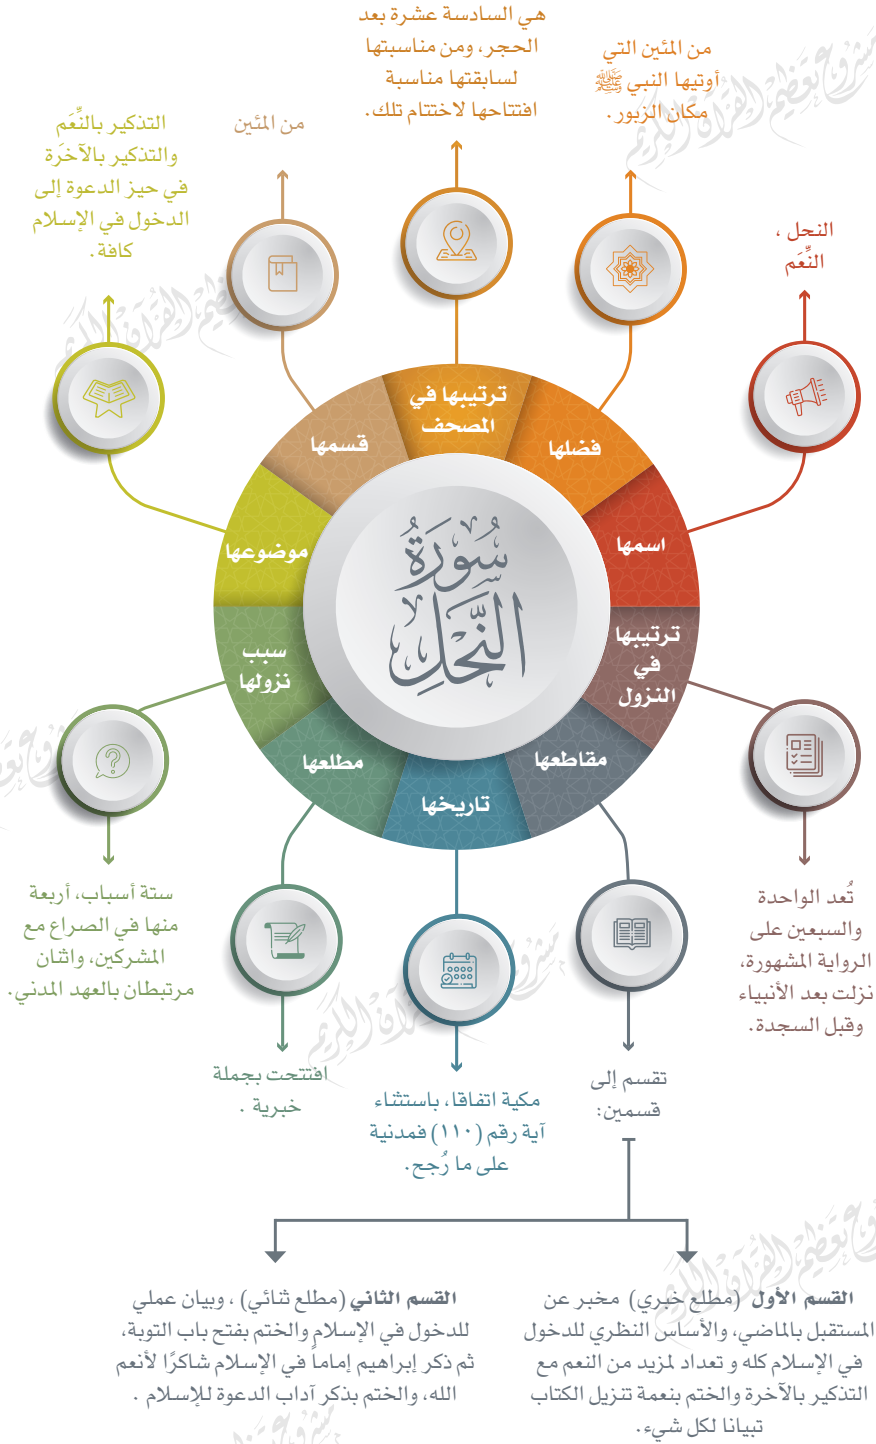 هي السادسة عشرة بعد
الحجر، ومن مناسبتها
لسابقتها مناسبة
افتتاحها لاختتام تلك.
من المئين التي
أوتيها النبي ﷺ
مكان الزبور.
من المئين
التذكير بالنِّعَم
والتذكير بالآخرَة
في حيز الدعوة إلى
الدخول في الإسلام
كافة.
النحل ،
النِّعَم
ترتيبها في
المصحف
فضلها
قسمها
اسمها
موضوعها
سُورَةُ
النَّحْلِ
ترتيبها
في
النزول
سبب
نزولها
مقاطعها
مطلعها
تاريخها
تُعد الواحدة
والسبعين على
الرواية المشهورة،
نزلت بعد الأنبياء
وقبل السجدة.
ستة أسباب، أربعة
منها في الصراع مع
المشركين، واثنان
مرتبطان بالعهد المدني.
افتتحت بجملة
خبرية .
مكية اتفاقا، باستثناء
آية رقم (١١٠) فمدنية
على ما رُجح.
تقسم إلى
قسمين:
القسم الأول (مطلع خبري) مخبر عن
المستقبل بالماضي، والأساس النظري للدخول
في الإسلام كله و تعداد لمزيد من النعم مع
التذكير بالآخرة والختم بنعمة تنزيل الكتاب
تبيانا لكل شيء.
القسم الثاني (مطلع ثنائي) ، وبيان عملي
للدخول في الإسلام والختم بفتح باب التوبة،
ثم ذكر إبراهيم إماماً في الإسلام شاكرًا لأنعم
الله، والختم بذكر آداب الدعوة للإسلام .
مشروع تعظيم القرآن الكريم